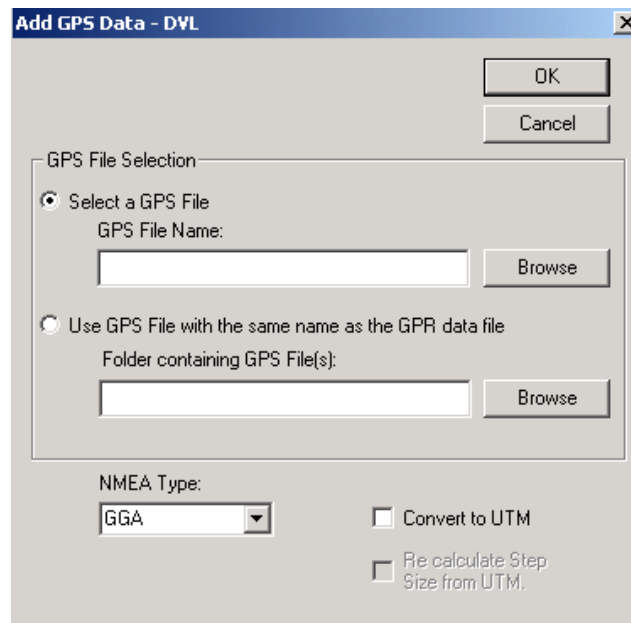 Add GPS Data - DVL
OK
Cancel
GPS File Selection
Select a GPS File
GPS File Name:
Browse
Use GPS File with the same name as the GPR data file
Folder containing GPS File(s):
Browse
NMEA Type:
GGA
Convert to UTM
Re calculate Step
Size from UTM.